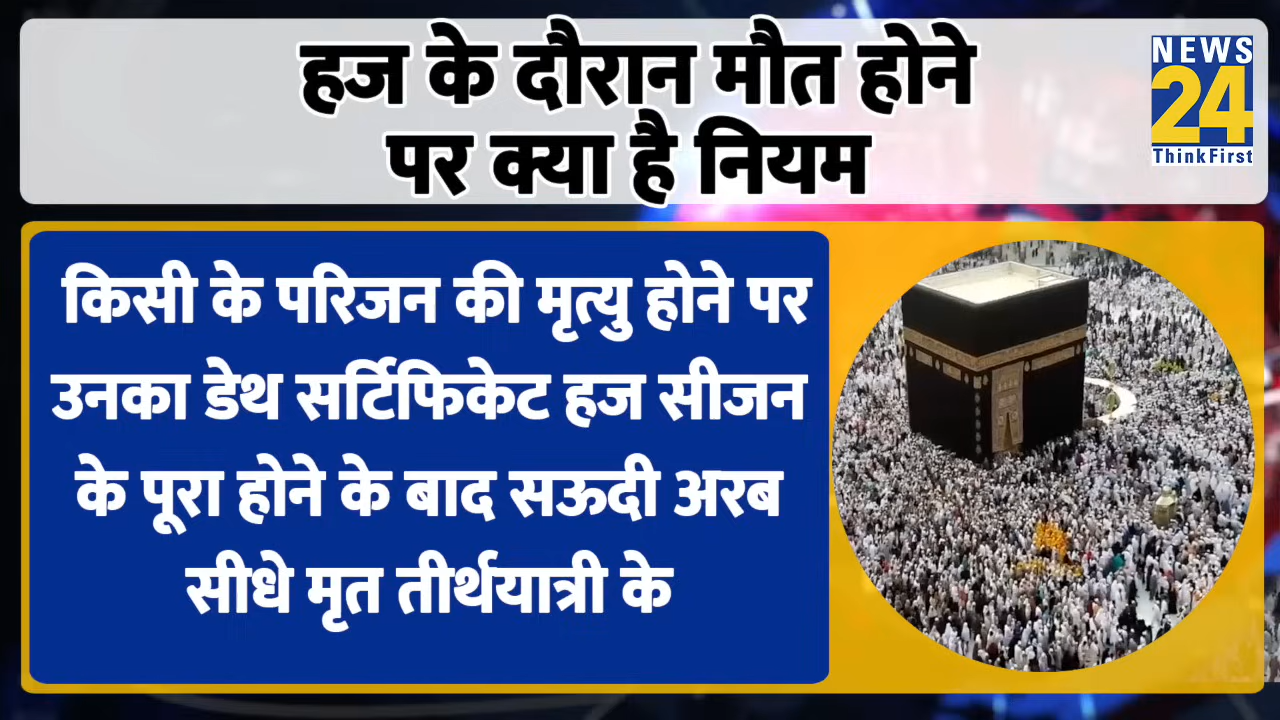 हज के दौरान मौत होने
पर क्या है नियम
NEWS
24
ThinkFirst
किसी के परिजन की मृत्यु होने पर
उनका डेथ सर्टिफिकेट हज सीजन
के पूरा होने के बाद सऊदी अरब
सीधे मृत तीर्थयात्री के